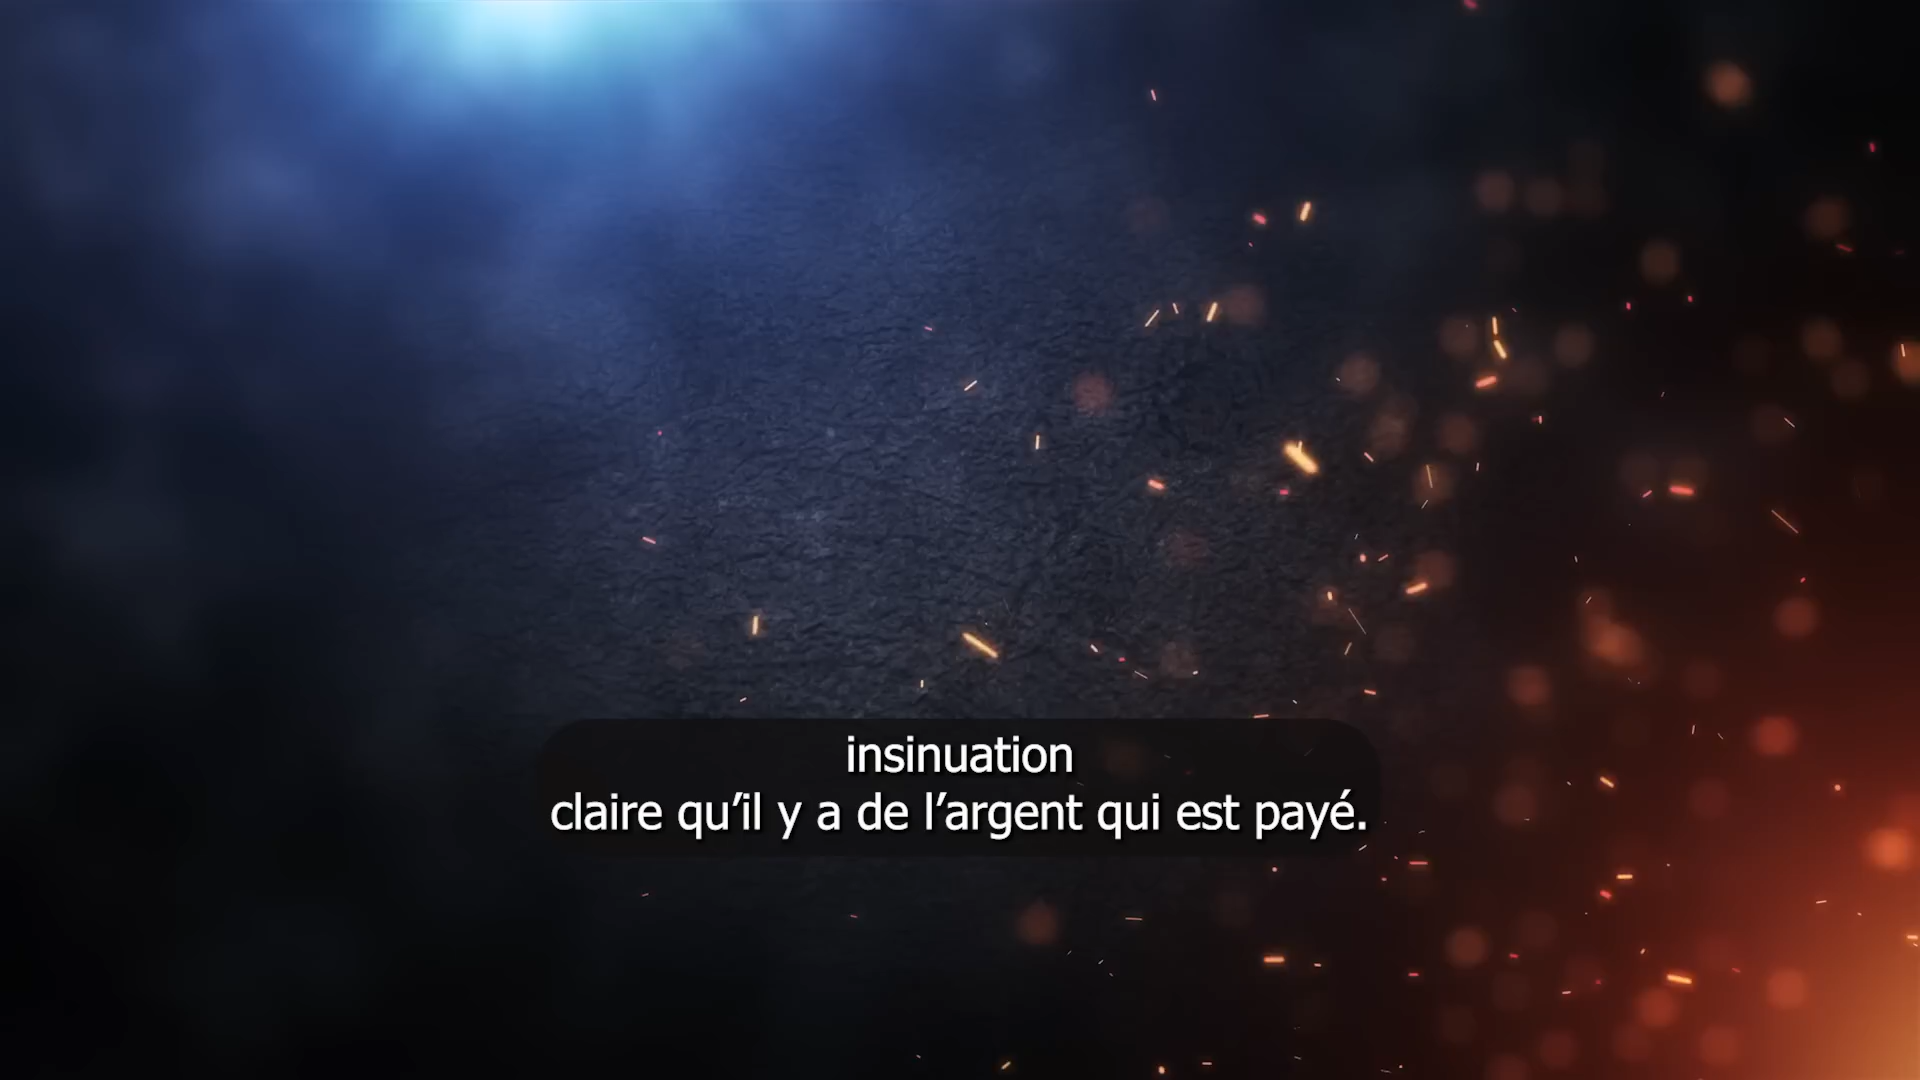 insinuation
claire qu’il y a de l’argent qui est payé.